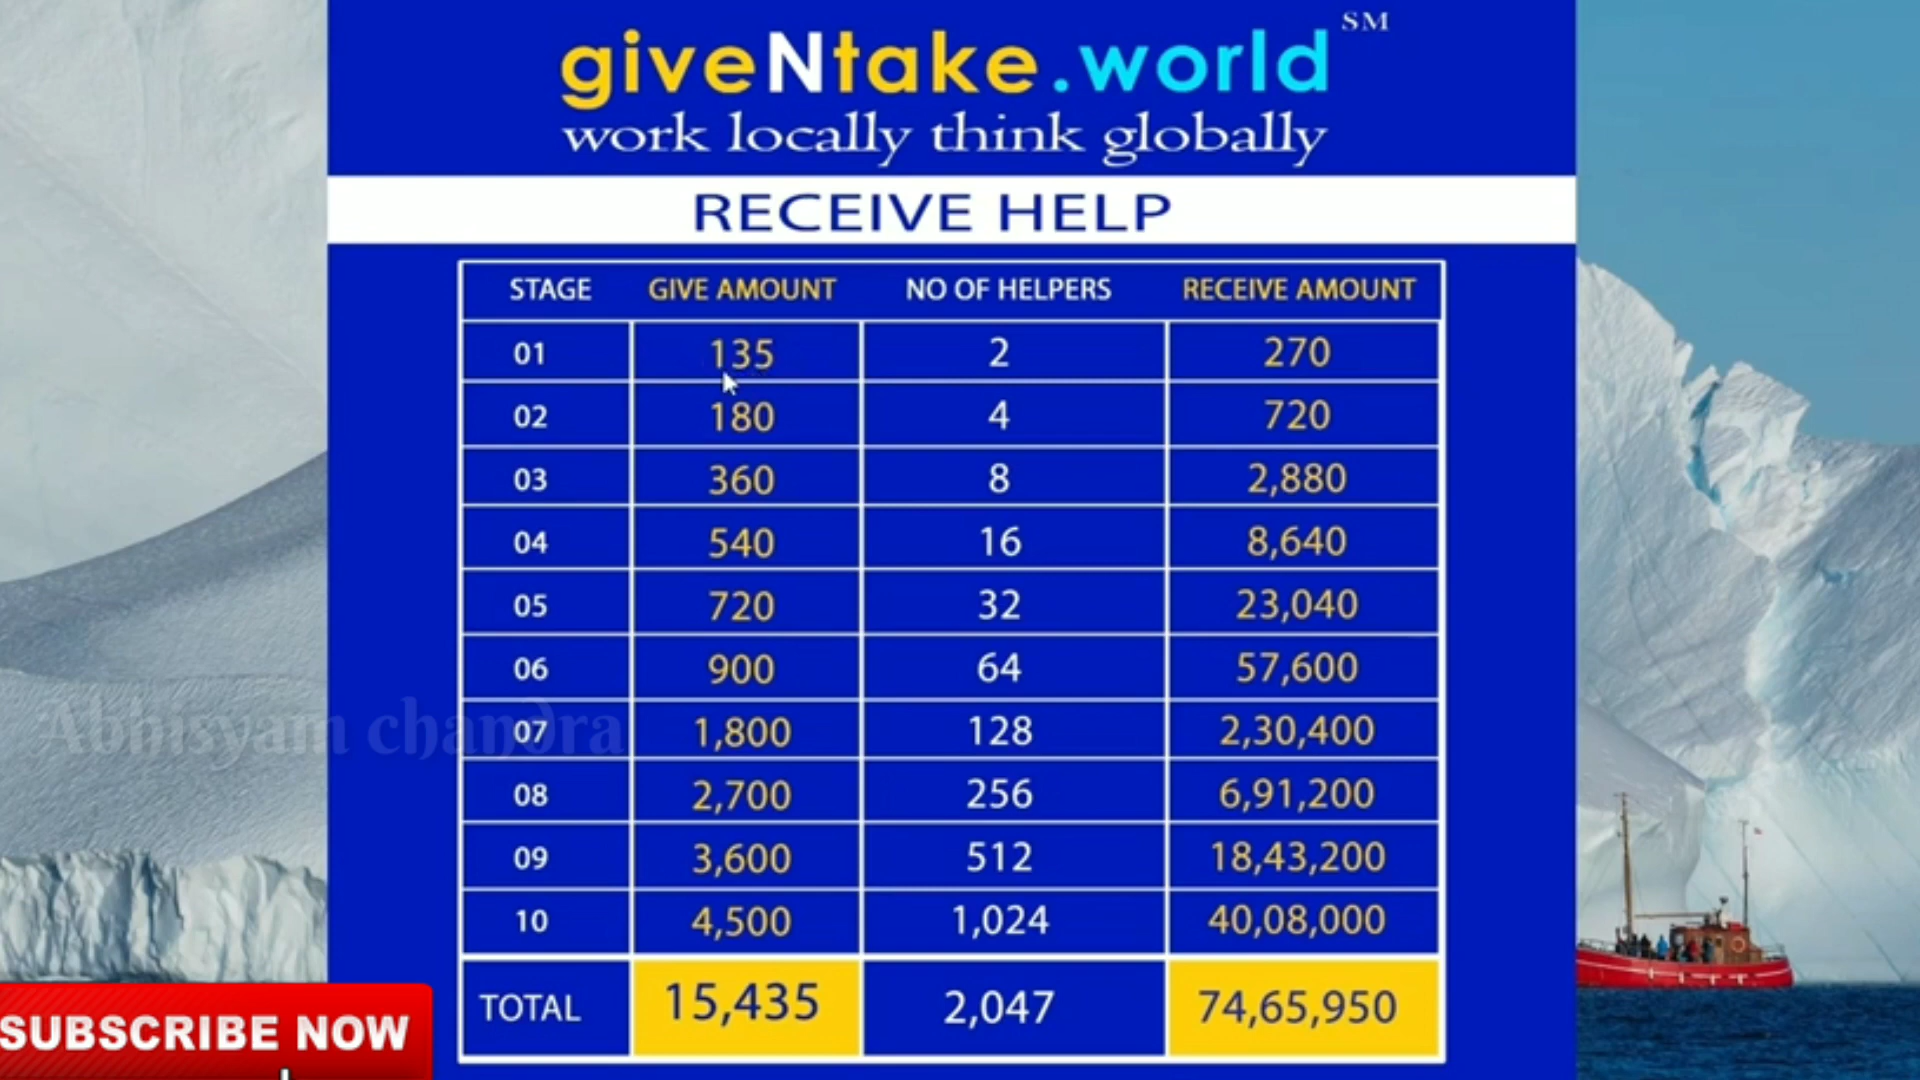 giveNtake.world SM
work locally think globally
RECEIVE HELP
STAGE GIVE AMOUNT NO OF HELPERS RECEIVE AMOUNT
01 135 2 270
02 180 4 720
03 360 8 2,880
04 540 16 8,640
05 720 32 23,040
06 900 64 57,600
Abhisyam chandra
07 1,800 128 2,30,400
08 2,700 256 6,91,200
09 3,600 512 18,43,200
10 4,500 1,024 40,08,000
TOTAL 15,435 2,047 74,65,950
SUBSCRIBE NOW